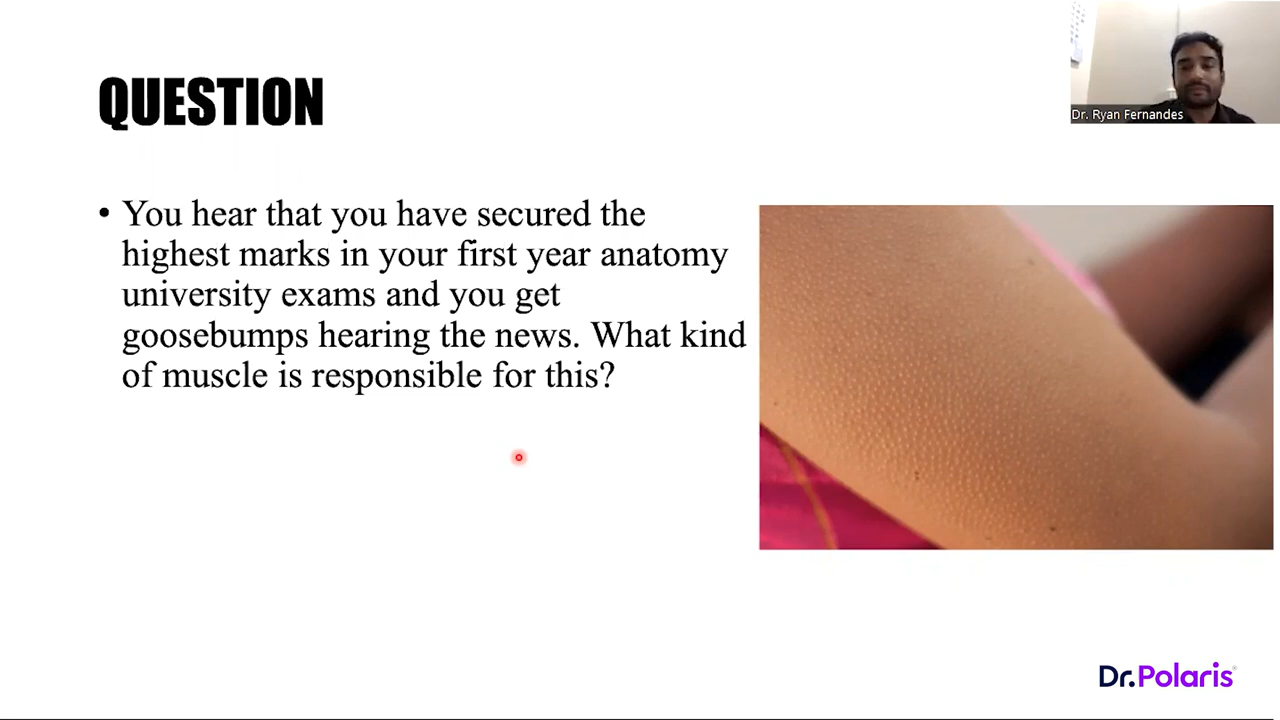 QUESTION
Dr. Ryan Fernandes
• You hear that you have secured the
highest marks in your first year anatomy
university exams and you get
goosebumps hearing the news. What kind
of muscle is responsible for this?
Dr.Polaris